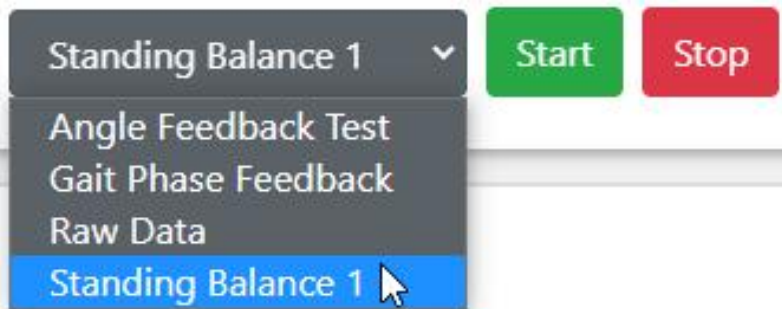 Standing Balance 1 Start Stop
Angle Feedback Test
Gait Phase Feedback
Raw Data
Standing Balance 1